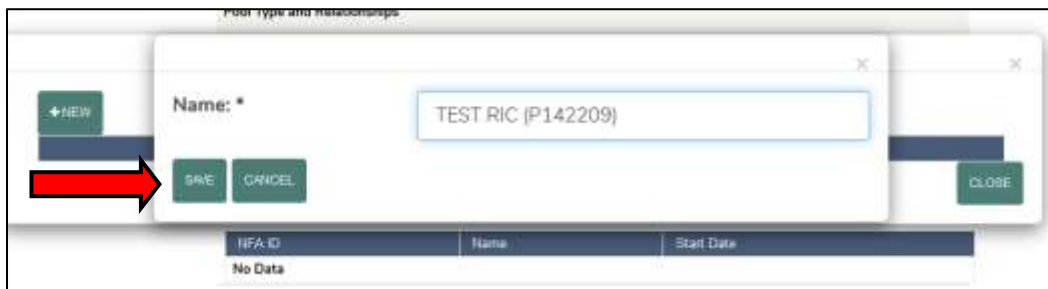 Pool Type and Relationships
× ×
+NEW
Name: *
TEST RIC (P142209)
SAVE CANCEL
CLOSE
NFA ID Name Start Date
No Data